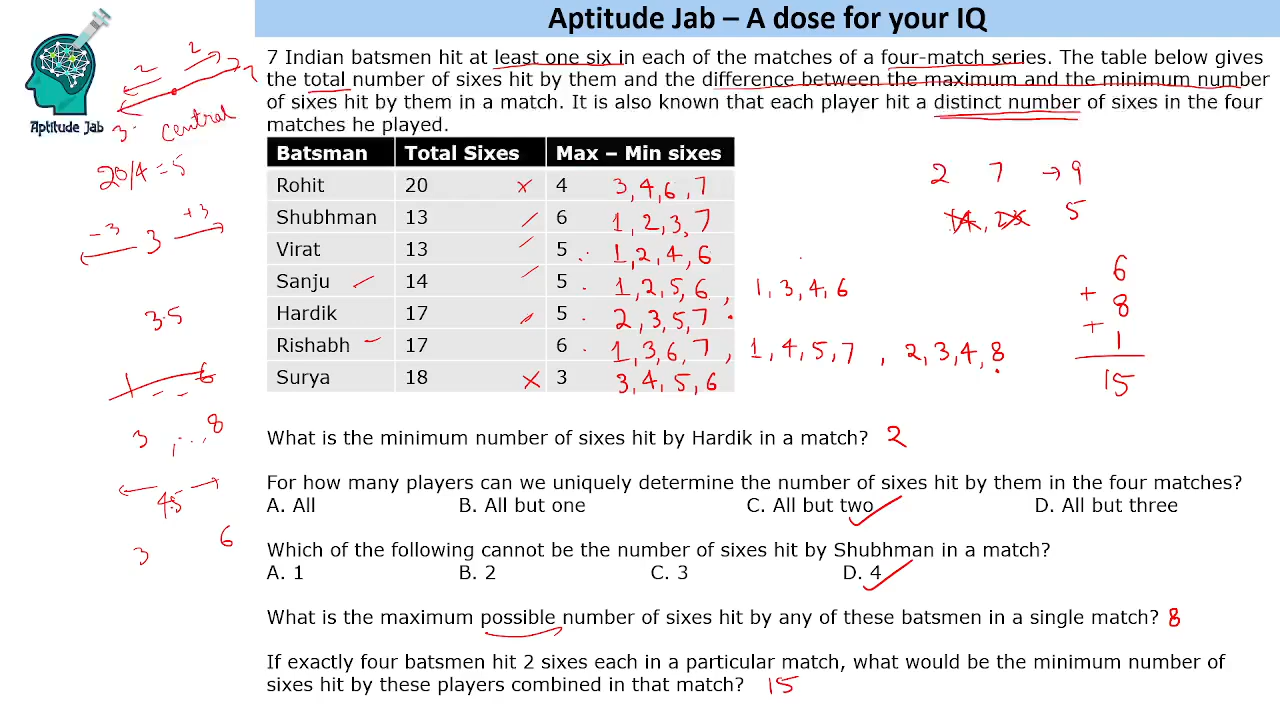 Aptitude Jab – A dose for your IQ
Aptitude Jab
7 Indian batsmen hit at least one six in each of the matches of a four-match series. The table below gives
the total number of sixes hit by them and the difference between the maximum and the minimum number
of sixes hit by them in a match. It is also known that each player hit a distinct number of sixes in the four
matches he played.
Batsman Total Sixes Max – Min sixes
Rohit 20 x 4 3, 4, 6, 7
Shubhman 13 6 1, 2, 3, 7
Virat 13 5 1, 2, 4, 6
Sanju 14 5 1, 2, 5, 6, 1, 3, 4, 6
Hardik 17 5 2, 3, 5, 7
Rishabh 17 6 1, 3, 6, 7, 1, 4, 5, 7, 2, 3, 4, 8
Surya 18 x 3 3, 4, 5, 6
2 7 → 9
5
6
+ 8
+ 1
15
2 2
3. central
20/4 = 5
-3 3 +3
3.5
1 - - 6
3 , . . , 8
4.5
3 6
What is the minimum number of sixes hit by Hardik in a match? 2
For how many players can we uniquely determine the number of sixes hit by them in the four matches?
A. All B. All but one C. All but two D. All but three
Which of the following cannot be the number of sixes hit by Shubhman in a match?
A. 1 B. 2 C. 3 D. 4
What is the maximum possible number of sixes hit by any of these batsmen in a single match? 8
If exactly four batsmen hit 2 sixes each in a particular match, what would be the minimum number of
sixes hit by these players combined in that match? 15